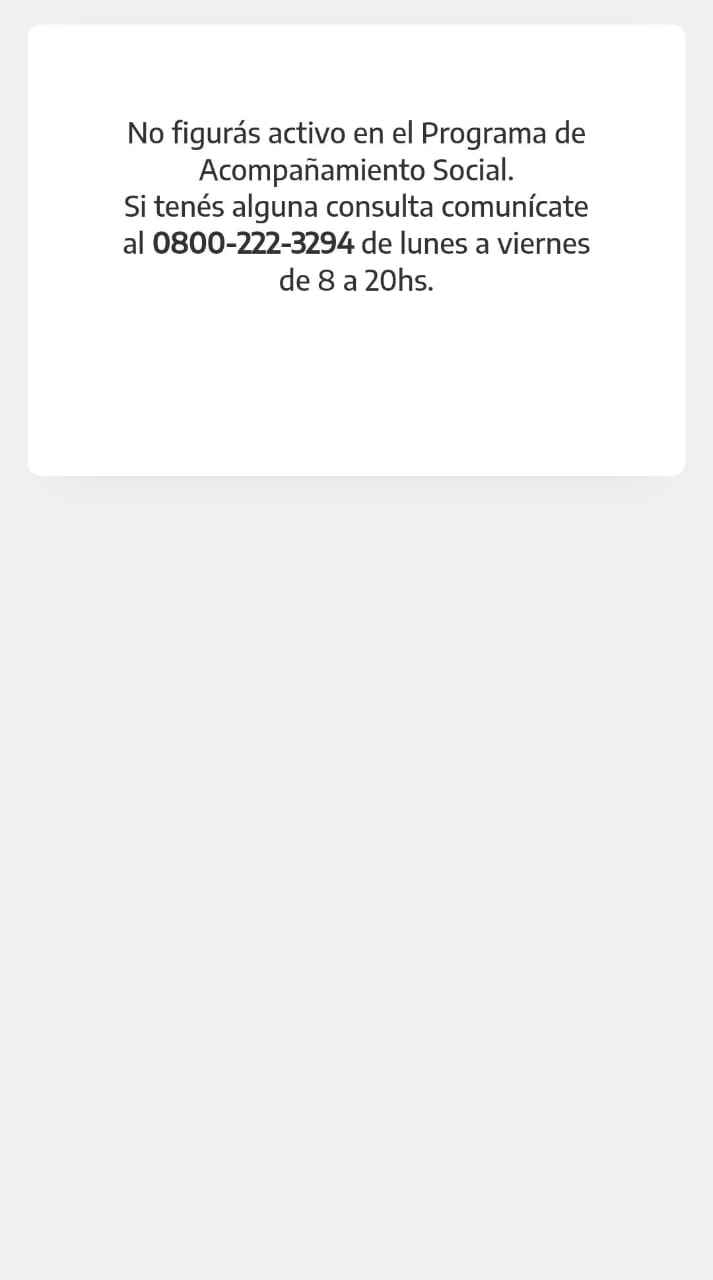 No figurás activo en el Programa de
Acompañamiento Social.
Si tenés alguna consulta comunícate
al 0800-222-3294 de lunes a viernes
de 8 a 20hs.